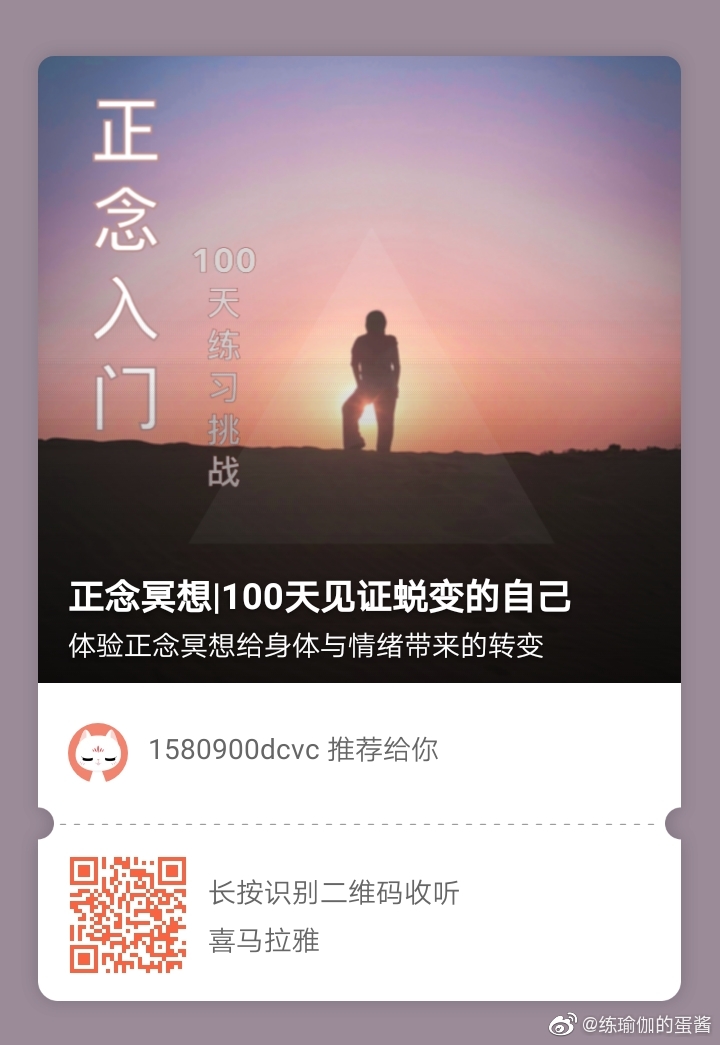 正念入门
100天练习挑战
正念冥想|100天见证蜕变的自己
体验正念冥想给身体与情绪带来的转变
1580900dcvc 推荐给你
长按识别二维码收听
喜马拉雅
@练瑜伽的蛋酱